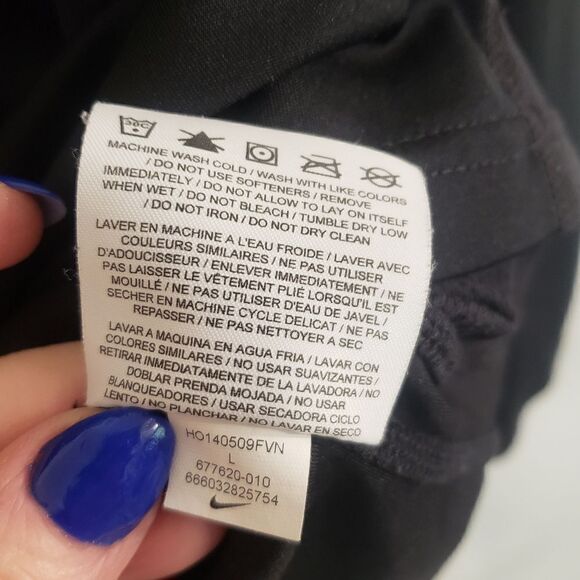 30C
MACHINE WASH COLD / WASH WITH LIKE COLORS
/ DO NOT USE SOFTENERS / REMOVE
IMMEDIATELY / DO NOT ALLOW TO LAY ON ITSELF
WHEN WET / DO NOT BLEACH / TUMBLE DRY LOW
/ DO NOT IRON / DO NOT DRY CLEAN
LAVER EN MACHINE A L'EAU FROIDE / LAVER AVEC
COULEURS SIMILAIRES / NE PAS UTILISER
D'ADOUCISSEUR / ENLEVER IMMEDIATEMENT / NE
PAS LAISSER LE VÊTEMENT PLIÉ LORSQU'IL EST
MOUILLÉ / NE PAS UTILISER D'EAU DE JAVEL /
SECHER EN MACHINE CYCLE DELICAT / NE PAS
REPASSER / NE PAS NETTOYER A SEC
LAVAR A MAQUINA EN AGUA FRIA / LAVAR CON
COLORES SIMILARES / NO USAR SUAVIZANTES /
RETIRAR INMEDIATAMENTE DE LA LAVADORA / NO
DOBLAR PRENDA MOJADA / NO USAR
BLANQUEADORES / USAR SECADORA CICLO
LENTO / NO PLANCHAR / NO LAVAR EN SECO
HO140509FVN
L
677620-010
666032825754